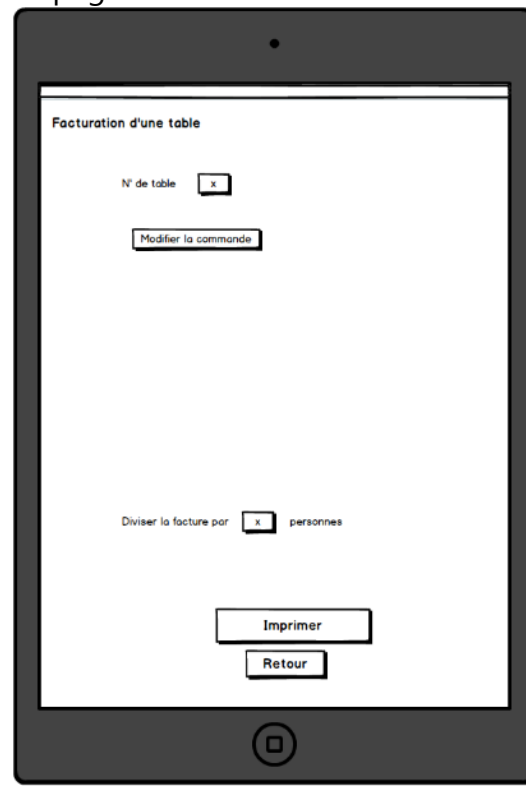 Facturation d'une table
N° de table x
Modifier la commande
Diviser la facture par x personnes
Imprimer
Retour